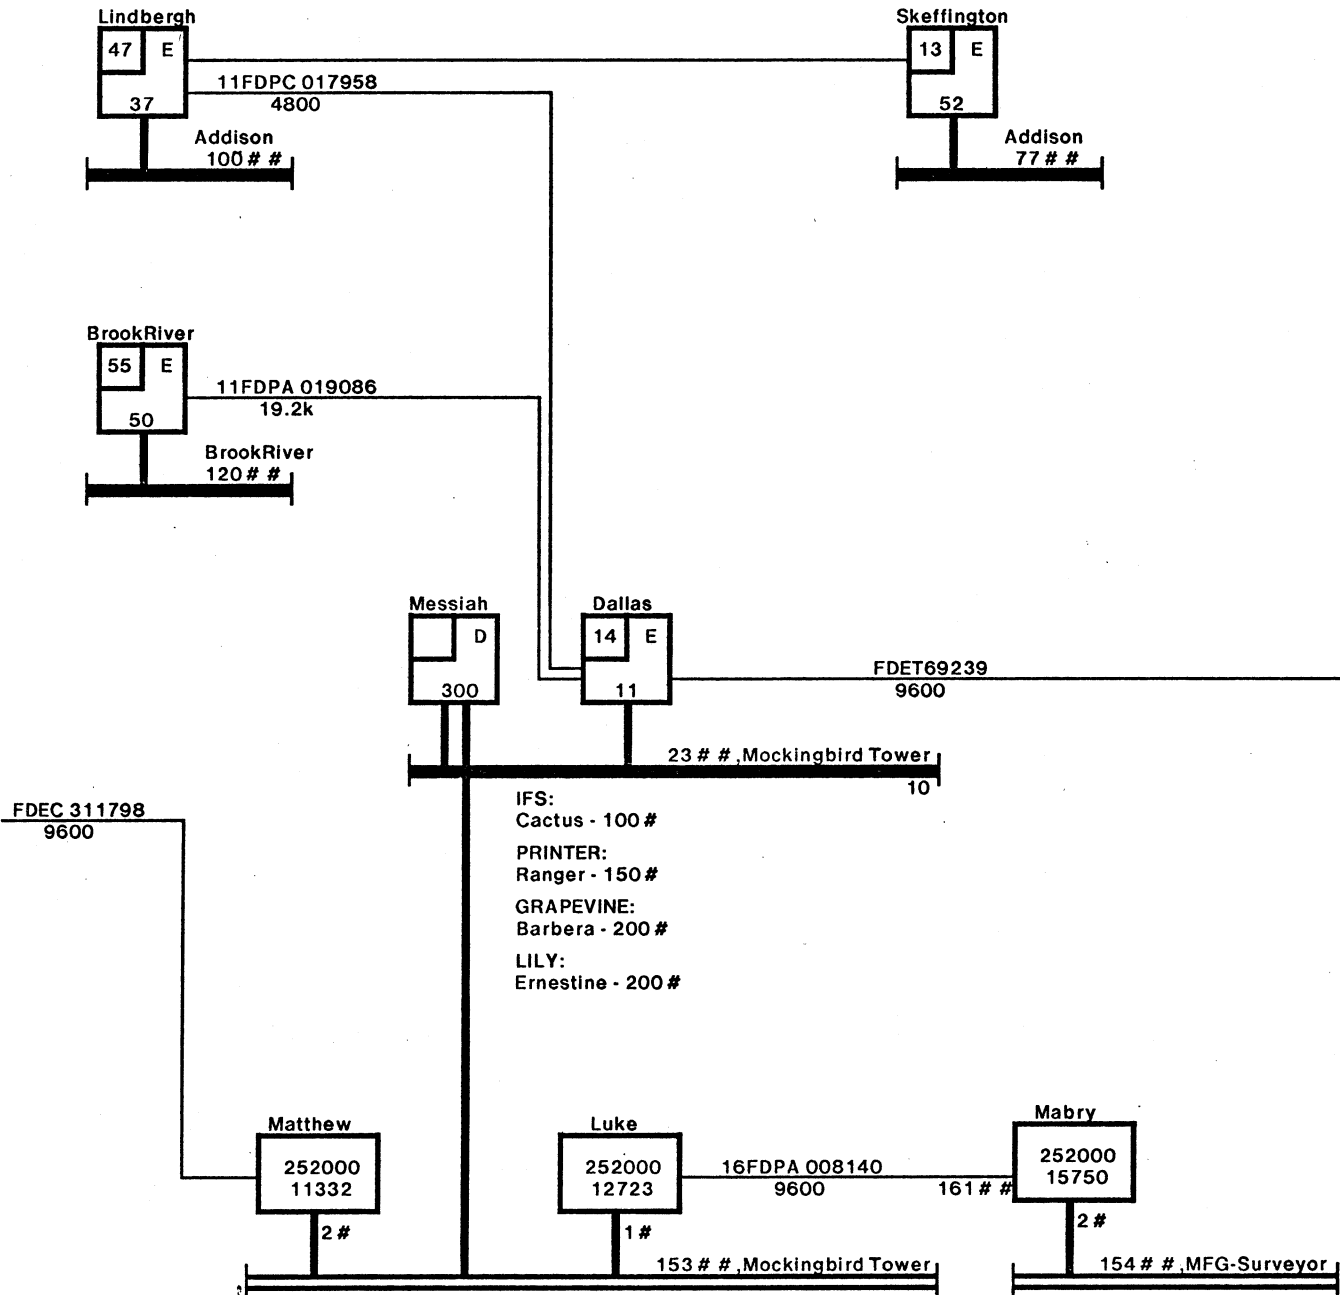 Lindbergh
47 E
37
11FDPC 017958
4800
Addison
100# #
Skeffington
13 E
52
Addison
77# #
BrookRiver
55 E
50
11FDPA 019086
19.2k
BrookRiver
120# #
Messiah
D
300
Dallas
14 E
11
FDET69239
9600
23# #,Mockingbird Tower
10
FDEC 311798
9600
IFS:
Cactus - 100#
PRINTER:
Ranger - 150#
GRAPEVINE:
Barbera - 200#
LILY:
Ernestine - 200#
Matthew
252000
11332
2#
Luke
252000
12723
1#
16FDPA 008140
9600
161# #
Mabry
252000
15750
2#
153# #,Mockingbird Tower
154# #,MFG-Surveyor